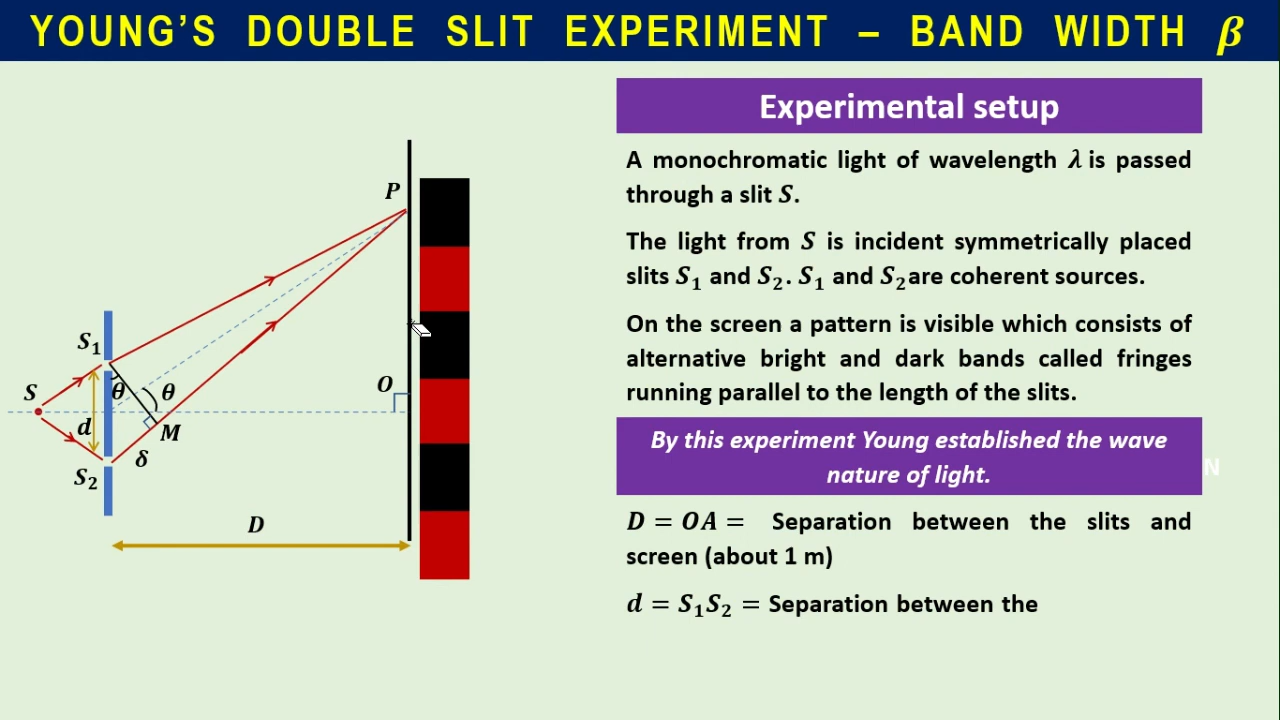 YOUNG’S DOUBLE SLIT EXPERIMENT – BAND WIDTH β
Experimental setup
A monochromatic light of wavelength λ is passed
through a slit S.
The light from S is incident symmetrically placed
slits S₁ and S₂. S₁ and S₂are coherent sources.
On the screen a pattern is visible which consists of
alternative bright and dark bands called fringes
running parallel to the length of the slits.
By this experiment Young established the wave
nature of light.
N
D = OA = Separation between the slits and
screen (about 1 m)
d = S₁S₂ = Separation between the
P
S₁
S
θ
θ
O
d
M
δ
S₂
D